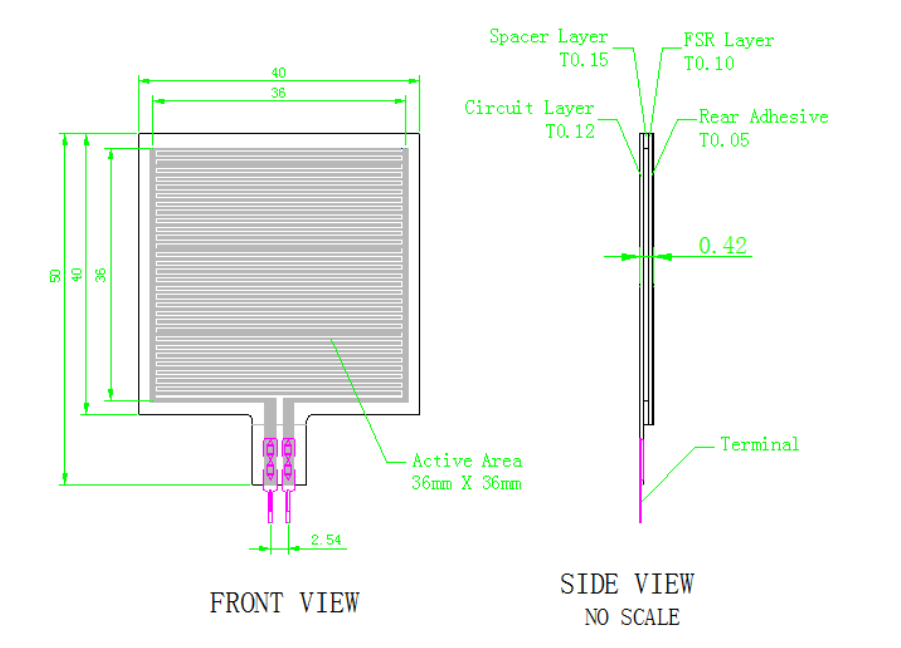 Spacer Layer
T0.15
FSR Layer
T0.10
40
36
Circuit Layer
T0.12
Rear Adhesive
T0.05
50
40
36
0.42
Active Area
36mm X 36mm
Terminal
2.54
FRONT VIEW
SIDE VIEW
NO SCALE